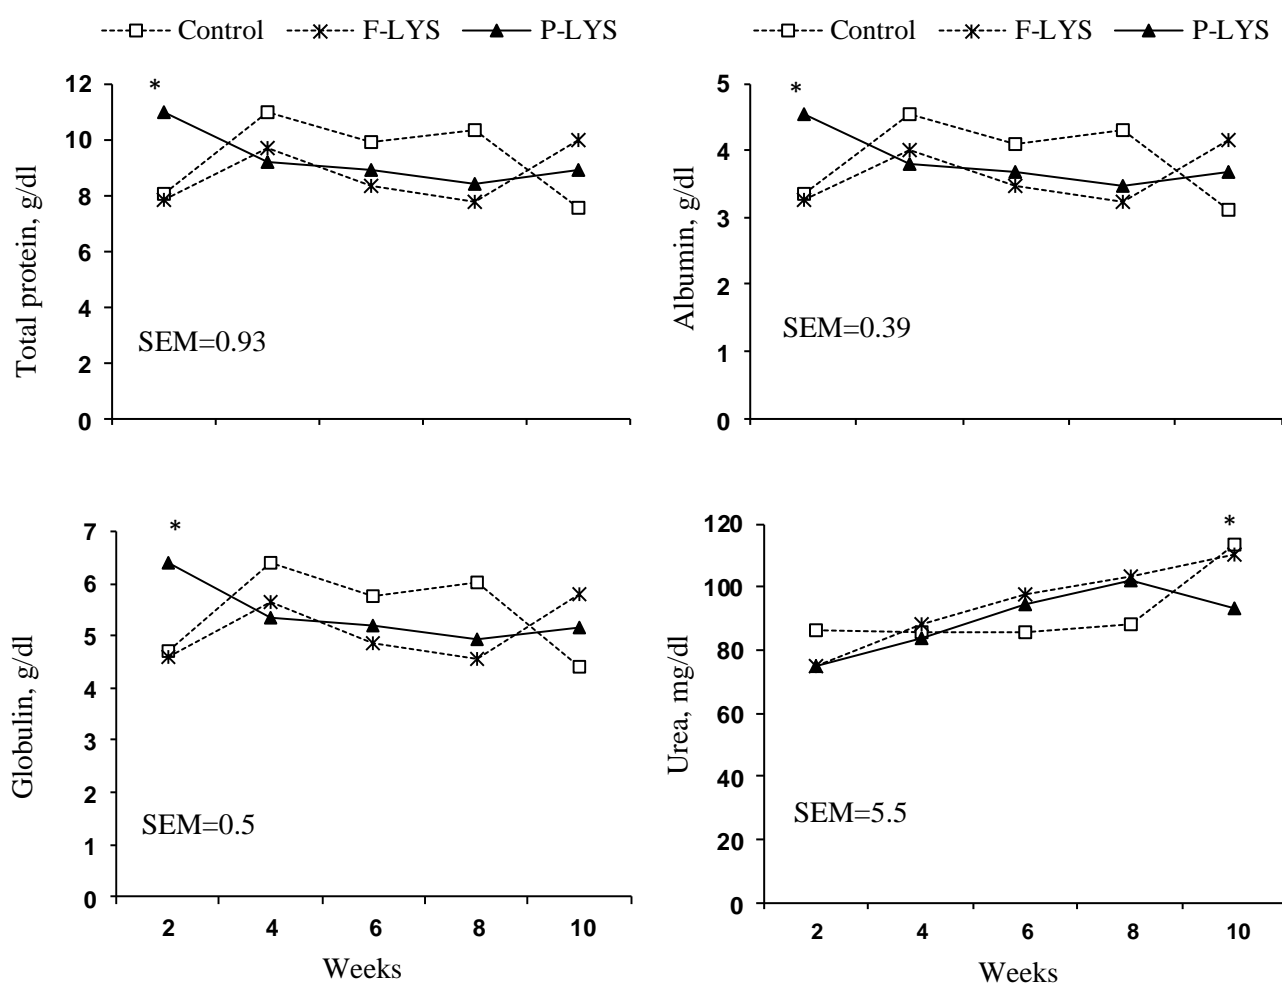 Control F-LYS P-LYS
12
10
8
6
4
2
0
Total protein, g/dl
*
SEM=0.93
Control F-LYS P-LYS
5
4
3
2
1
0
Albumin, g/dl
*
SEM=0.39
7
6
5
4
3
2
1
0
Globulin, g/dl
*
SEM=0.5
2 4 6 8 10
Weeks
120
100
80
60
40
20
0
Urea, mg/dl
*
SEM=5.5
2 4 6 8 10
Weeks